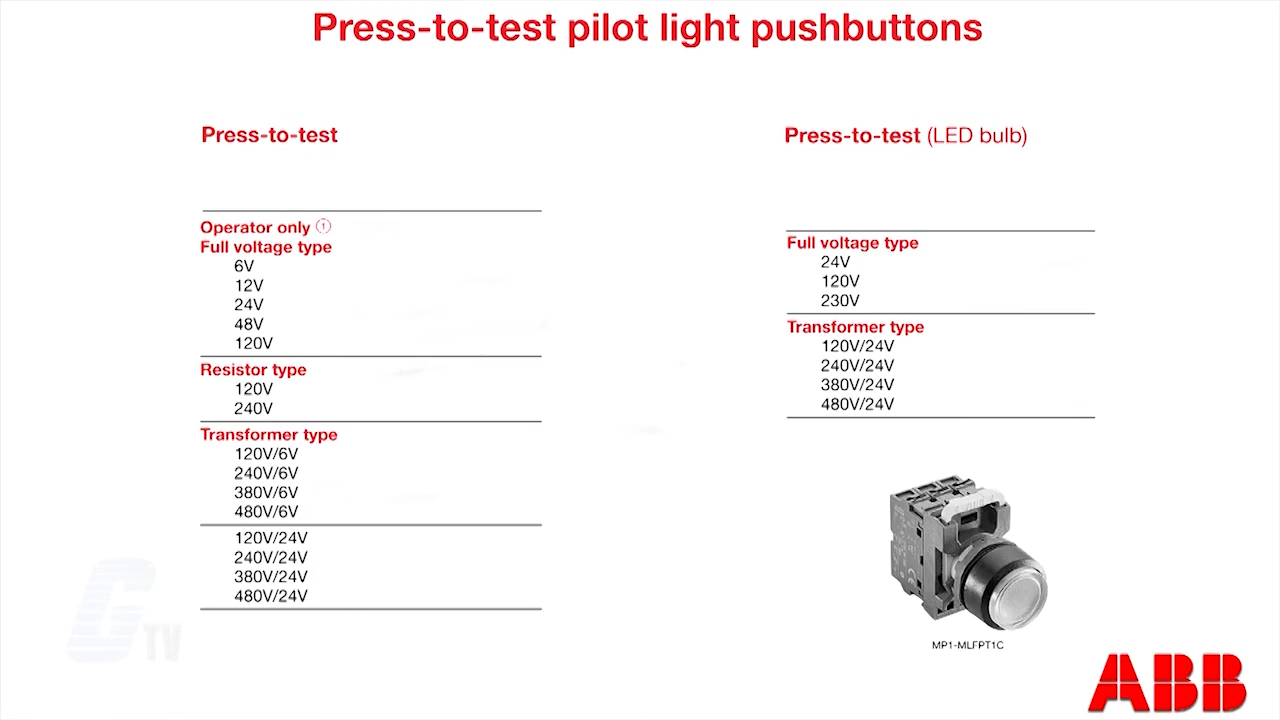 Press-to-test pilot light pushbuttons
Press-to-test
Operator only ①
Full voltage type
6V
12V
24V
48V
120V
Resistor type
120V
240V
Transformer type
120V/6V
240V/6V
380V/6V
480V/6V
120V/24V
240V/24V
380V/24V
480V/24V
Press-to-test (LED bulb)
Full voltage type
24V
120V
230V
Transformer type
120V/24V
240V/24V
380V/24V
480V/24V
MP1-MLFPT1C
C TV
ABB